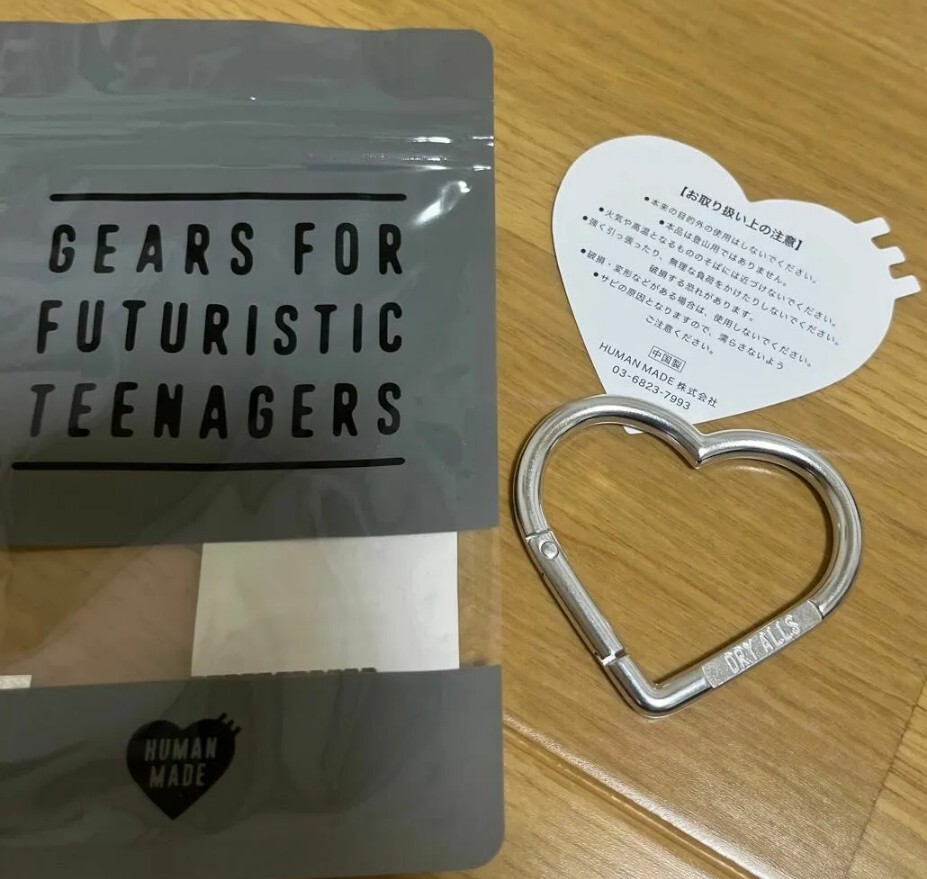 GEARS FOR
FUTURISTIC
TEENAGERS
HUMAN
MADE
【お取り扱い上の注意】
•本来の目的外の使用はしないでください。
•本品は登山用ではありません。
•火気や高温となるもののそばには近づけないでください。
•強く引っ張ったり、無理な負荷をかけたりしないでください。
破損する恐れがあります。
•破損・変形などがある場合は、使用しないでください。
•サビの原因となりますので、濡らさないよう
ご注意ください。
中国製
HUMAN MADE 株式会社
03-6823-7993
DRY ALLS